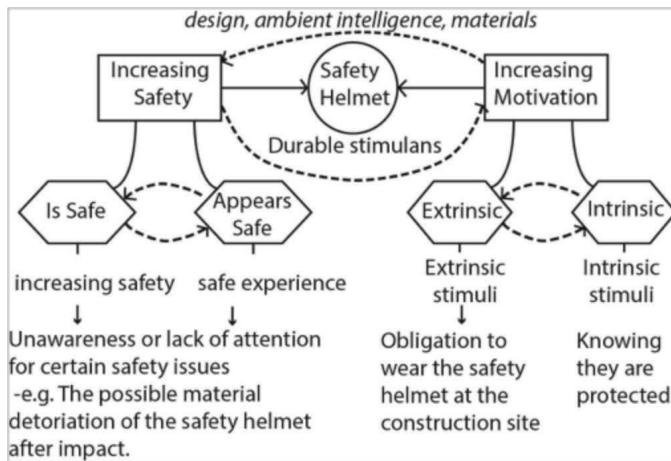 design, ambient intelligence, materials
Increasing
Safety
Safety
Helmet
Increasing
Motivation
Durable stimulans
Is Safe
Appears
Safe
Extrinsic
Intrinsic
increasing safety
safe experience
Extrinsic
stimuli
Intrinsic
stimuli
Unawareness or lack of attention
for certain safety issues
-e.g. The possible material
detoriation of the safety helmet
after impact.
Obligation to
wear the safety
helmet at the
construction site
Knowing
they are
protected